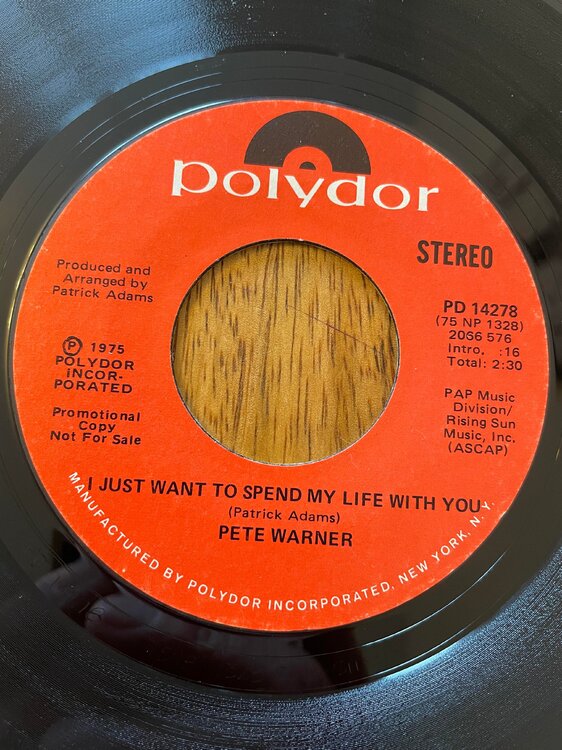 polydor
STEREO
Produced and
Arranged by
Patrick Adams
℗ 1975
POLYDOR
iNCOR-
PORATED
Promotional
Copy
Not For Sale
PD 14278
(75 NP 1328)
2066 576
Intro. :16
Total: 2:30
PAP Music
Division/
Rising Sun
Music, Inc.
(ASCAP)
I JUST WANT TO SPEND MY LIFE WITH YOU
(Patrick Adams)
PETE WARNER
MANUFACTURED BY POLYDOR INCORPORATED, NEW YORK, N.Y.